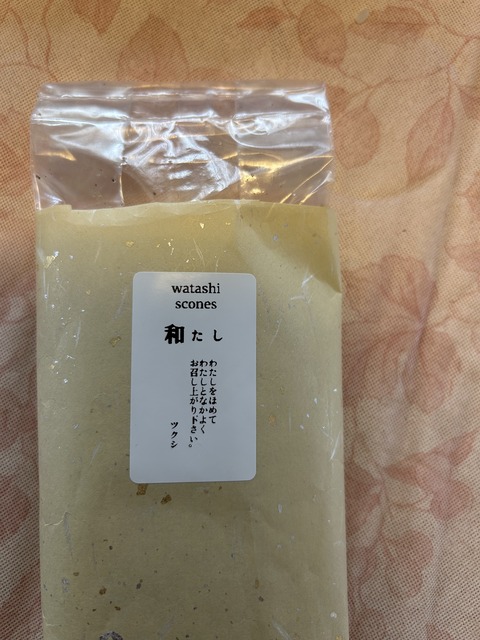 watashi
scones
和たし
わたしをほめて
わたしとなかよく
お召し上がり下さい。
ツクシ